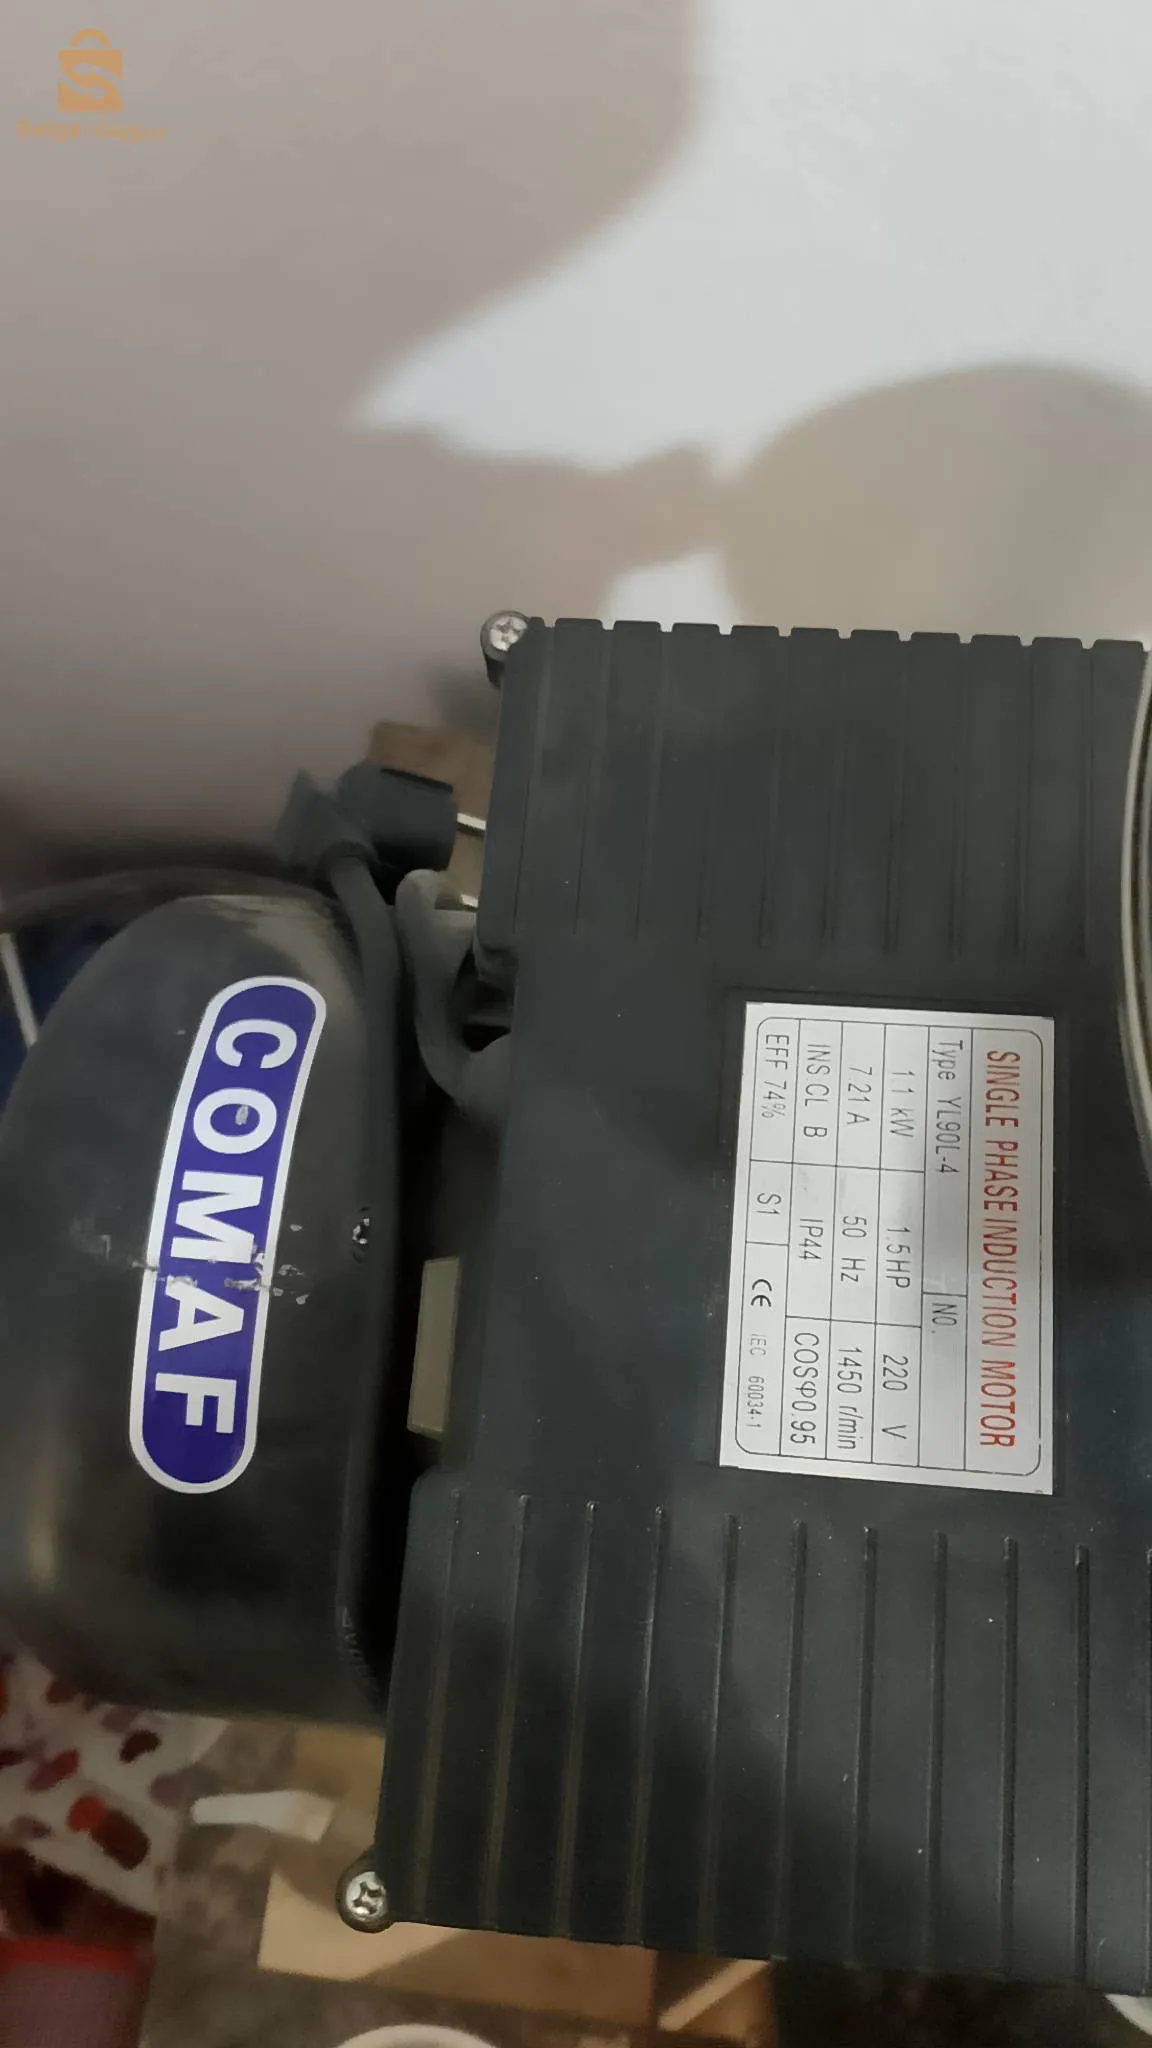 COMAF
SINGLE PHASE INDUCTION MOTOR
Type YL90L-4 NO.
1.1 kW 1.5HP 220 V
7.21 A 50 Hz 1450 r/min
INS.CL B IP44 COSφ0.95
EFF 74% S1 CE IEC 60034-1